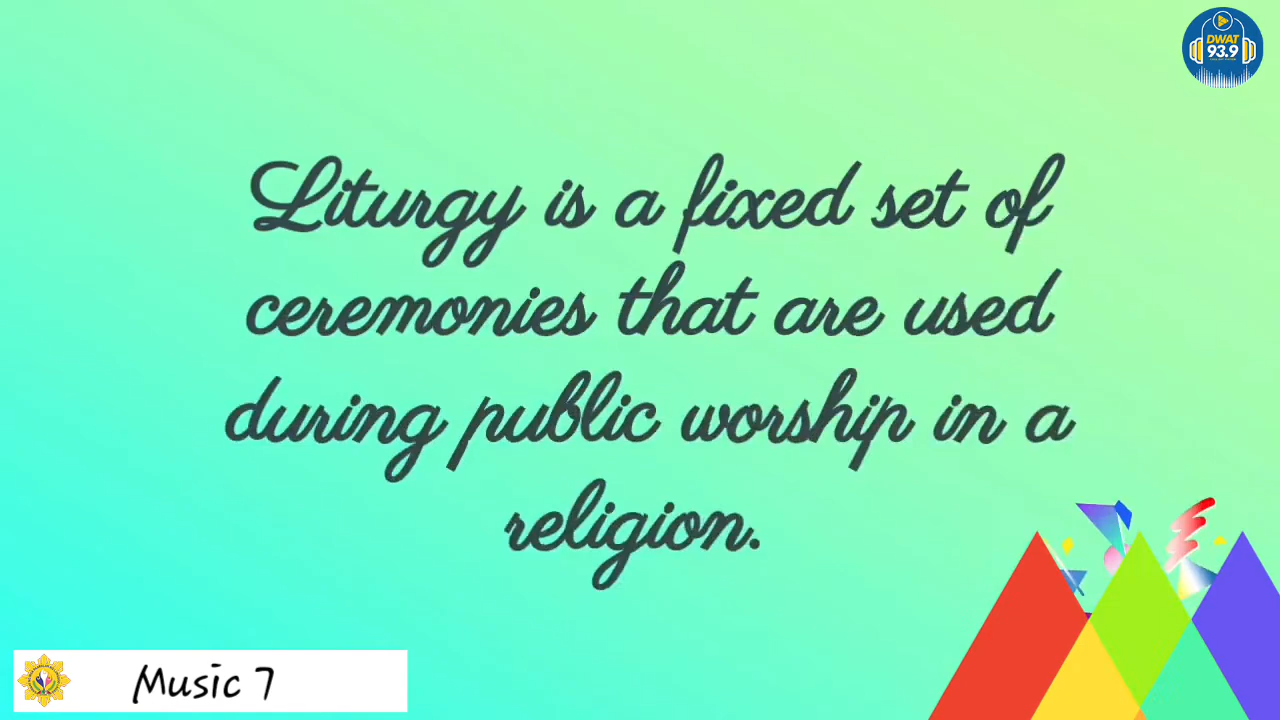 DWAT
93.9
Liturgy is a fixed set of
ceremonies that are used
during public worship in a
religion.
Music 7